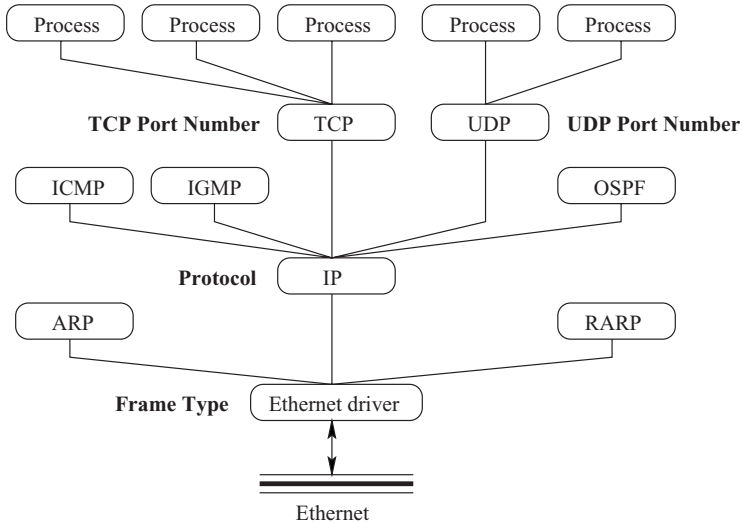 Process Process Process Process Process
TCP Port Number TCP UDP UDP Port Number
ICMP IGMP OSPF
Protocol IP
ARP RARP
Frame Type Ethernet driver
Ethernet